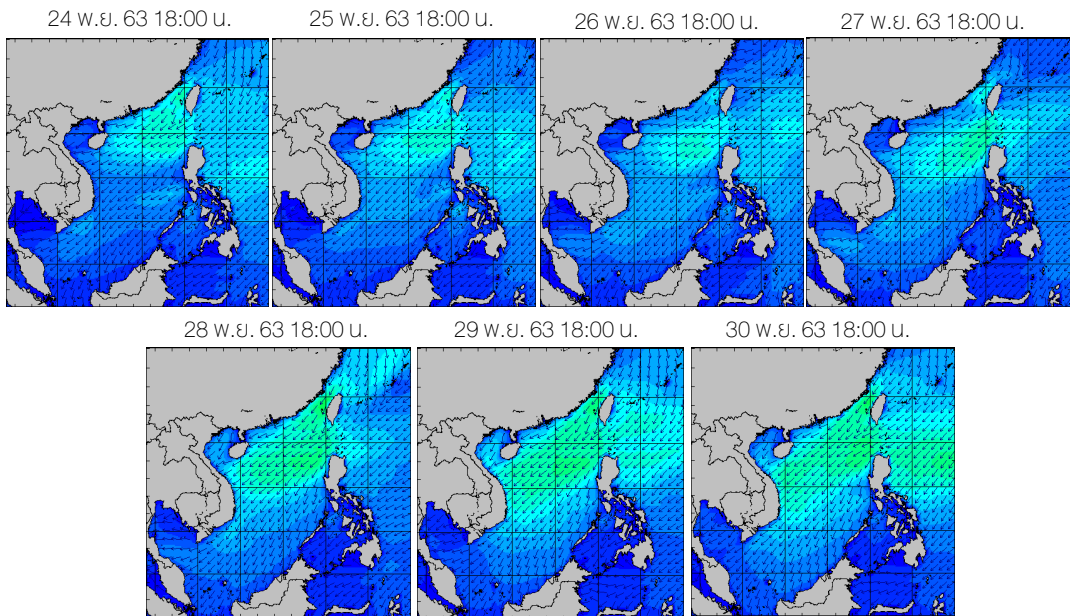 24 พ.ย. 63 18:00 น.
25 พ.ย. 63 18:00 น.
26 พ.ย. 63 18:00 น.
27 พ.ย. 63 18:00 น.
28 พ.ย. 63 18:00 น.
29 พ.ย. 63 18:00 น.
30 พ.ย. 63 18:00 น.